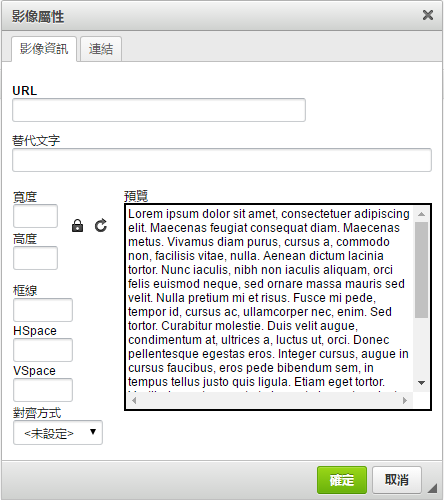 影像屬性
影像資訊
連結
URL
替代文字
寬度
高度
框線
HSpace
VSpace
對齊方式
<未設定>
預覽
Lorem ipsum dolor sit amet, consectetuer adipiscing
elit. Maecenas feugiat consequat diam. Maecenas
metus. Vivamus diam purus, cursus a, commodo
non, facilisis vitae, nulla. Aenean dictum lacinia
tortor. Nunc iaculis, nibh non iaculis aliquam, orci
felis euismod neque, sed ornare massa mauris sed
velit. Nulla pretium mi et risus. Fusce mi pede,
tempor id, cursus ac, ullamcorper nec, enim. Sed
tortor. Curabitur molestie. Duis velit augue,
condimentum at, ultrices a, luctus ut, orci. Donec
pellentesque egestas eros. Integer cursus, augue in
cursus faucibus, eros pede bibendum sem, in
tempus tellus justo quis ligula. Etiam eget tortor.
確定
取消